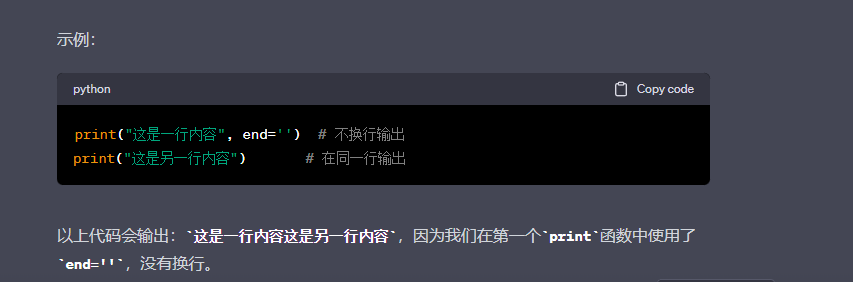 示例：
python Copy code
print("这是一行内容", end='')  # 不换行输出
print("这是另一行内容")       # 在同一行输出
以上代码会输出：`这是一行内容这是另一行内容`，因为我们在第一个`print`函数中使用了
`end=''`，没有换行。